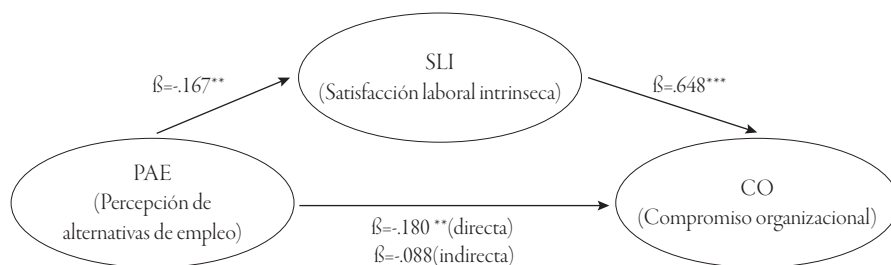 SLI
(Satisfacción laboral intrinseca)
ß=-.167**
ß=.648***
PAE
(Percepción de
alternativas de empleo)
CO
(Compromiso organizacional)
ß=-.180 **(directa)
ß=-.088(indirecta)